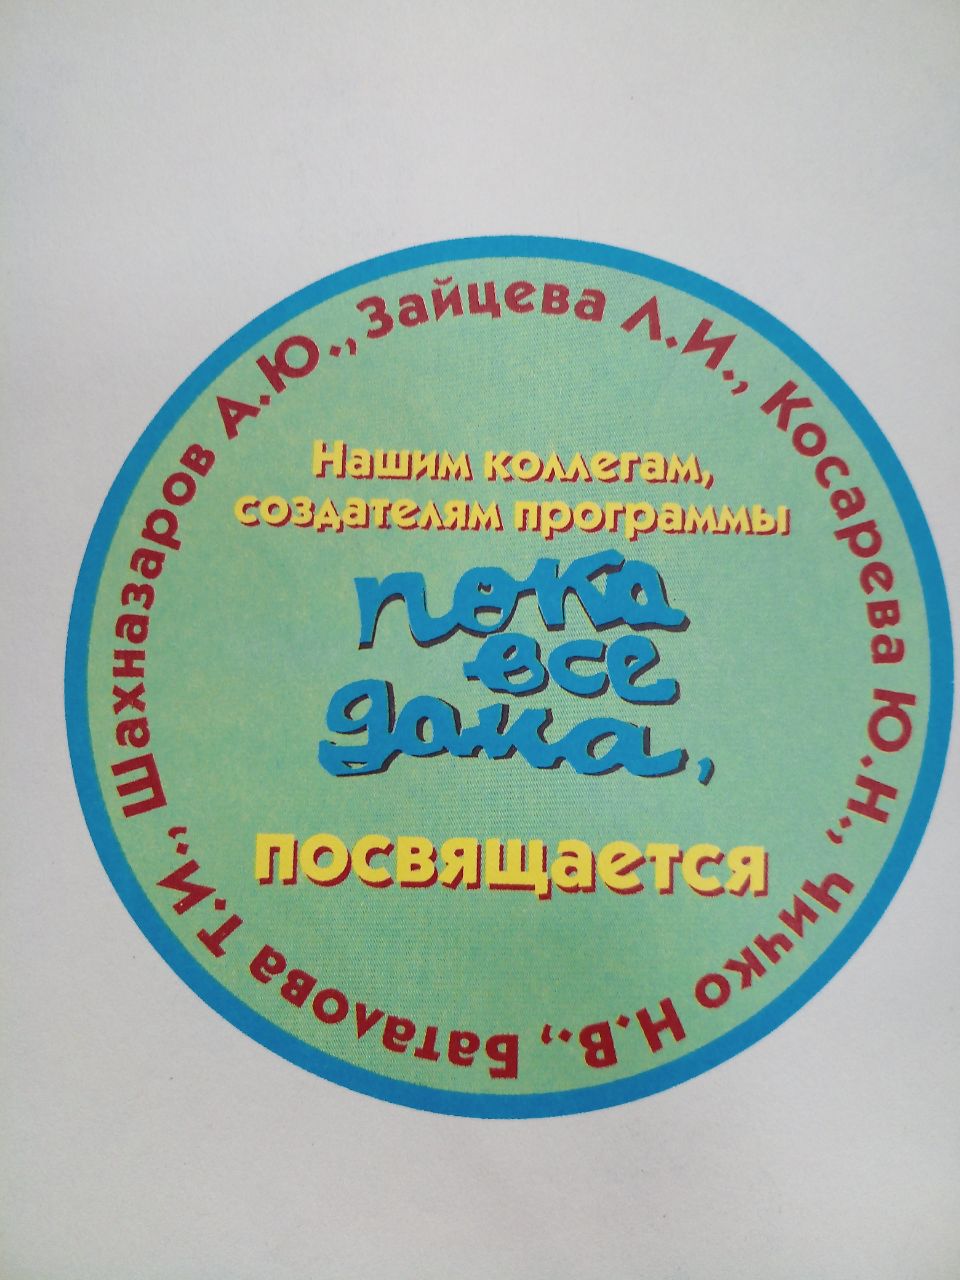 Нашим коллегам,
создателям программы
пока
все
дома,
посвящается
Шахназаров А.Ю., Зайцева Л.И., Косарева Ю.Н., Чичко Н.В., Баталова Т.И.,